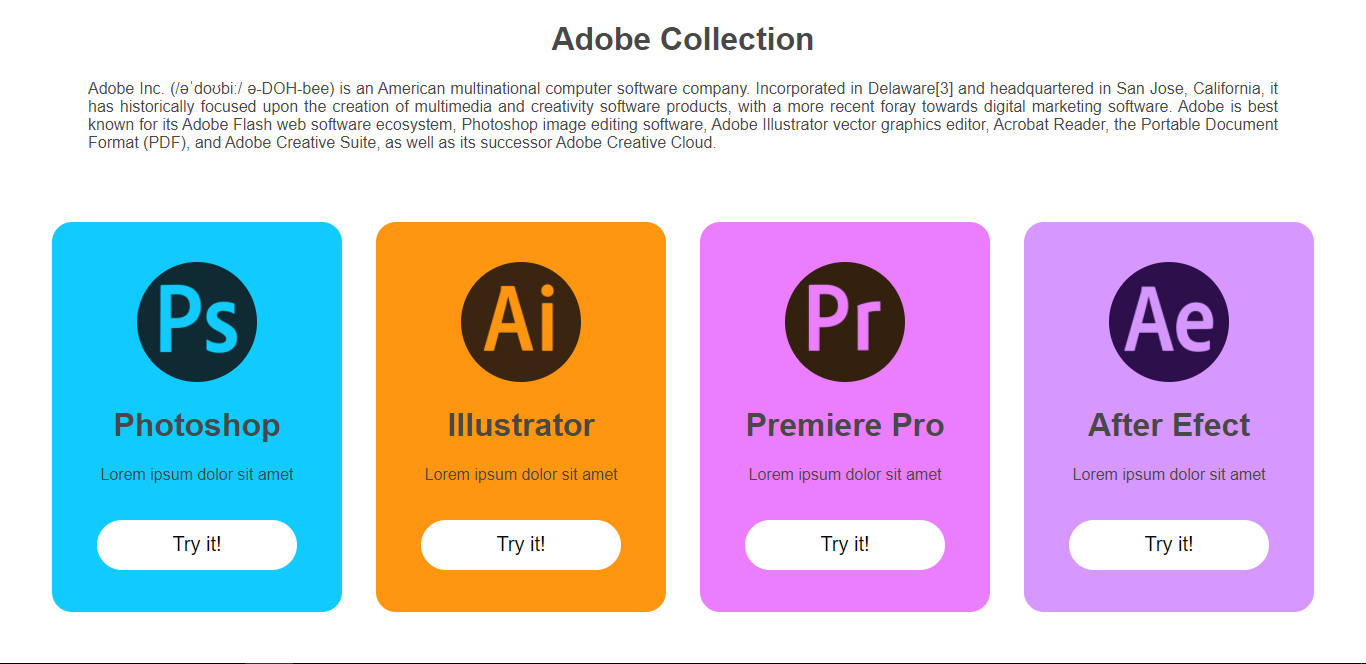 Adobe Collection
Adobe Inc. (/əˈdoʊbiː/ ə-DOH-bee) is an American multinational computer software company. Incorporated in Delaware[3] and headquartered in San Jose, California, it
has historically focused upon the creation of multimedia and creativity software products, with a more recent foray towards digital marketing software. Adobe is best
known for its Adobe Flash web software ecosystem, Photoshop image editing software, Adobe Illustrator vector graphics editor, Acrobat Reader, the Portable Document
Format (PDF), and Adobe Creative Suite, as well as its successor Adobe Creative Cloud.
Ps
Photoshop
Lorem ipsum dolor sit amet
Try it!
Ai
Illustrator
Lorem ipsum dolor sit amet
Try it!
Pr
Premiere Pro
Lorem ipsum dolor sit amet
Try it!
Ae
After Efect
Lorem ipsum dolor sit amet
Try it!